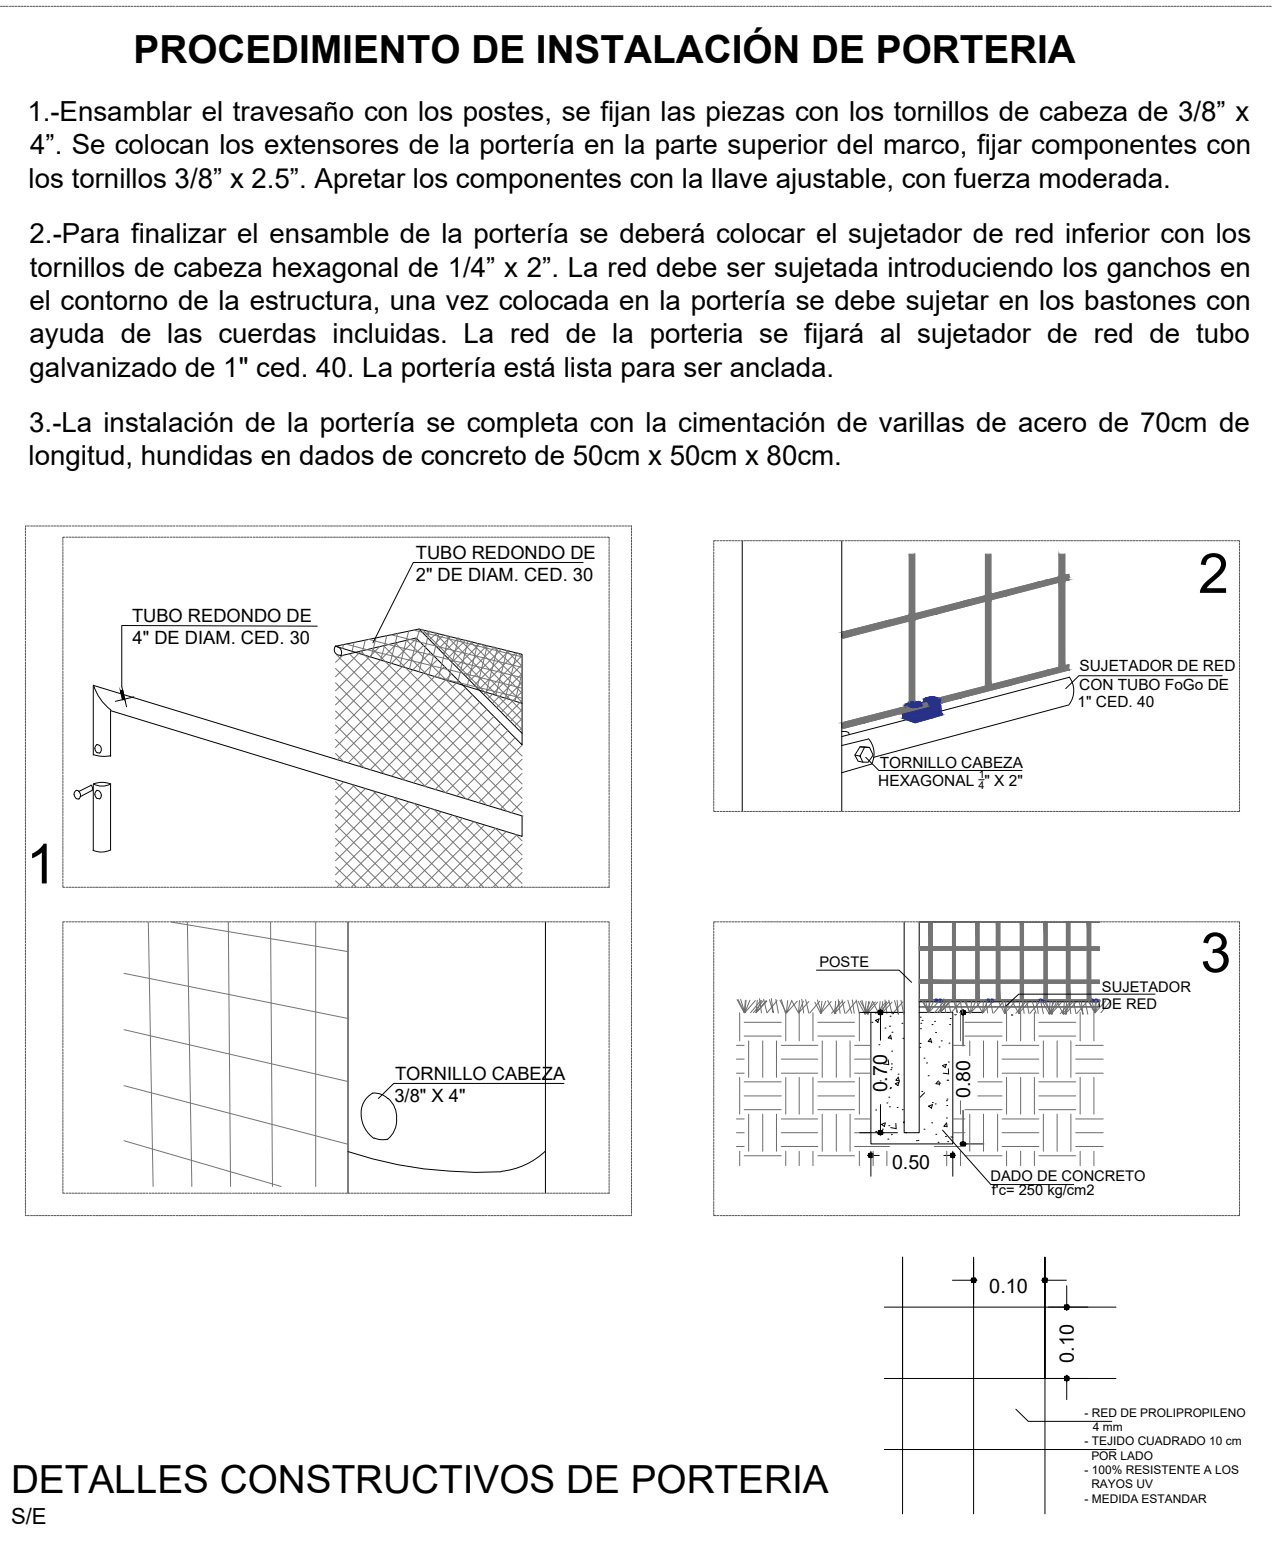 PROCEDIMIENTO DE INSTALACIÓN DE PORTERIA
1.-Ensamblar el travesaño con los postes, se fijan las piezas con los tornillos de cabeza de 3/8” x
4”. Se colocan los extensores de la portería en la parte superior del marco, fijar componentes con
los tornillos 3/8” x 2.5”. Apretar los componentes con la llave ajustable, con fuerza moderada.
2.-Para finalizar el ensamble de la portería se deberá colocar el sujetador de red inferior con los
tornillos de cabeza hexagonal de 1/4” x 2”. La red debe ser sujetada introduciendo los ganchos en
el contorno de la estructura, una vez colocada en la portería se debe sujetar en los bastones con
ayuda de las cuerdas incluidas. La red de la porteria se fijará al sujetador de red de tubo
galvanizado de 1" ced. 40. La portería está lista para ser anclada.
3.-La instalación de la portería se completa con la cimentación de varillas de acero de 70cm de
longitud, hundidas en dados de concreto de 50cm x 50cm x 80cm.
TUBO REDONDO DE
2" DE DIAM. CED. 30
TUBO REDONDO DE
4" DE DIAM. CED. 30
1
TORNILLO CABEZA
3/8" X 4"
2
SUJETADOR DE RED
CON TUBO FoGo DE
1" CED. 40
TORNILLO CABEZA
HEXAGONAL 1/4" X 2"
3
POSTE
SUJETADOR
DE RED
0.70
0.80
0.50
DADO DE CONCRETO
f'c= 250 kg/cm2
0.10
0.10
- RED DE PROLIPROPILENO
4 mm
- TEJIDO CUADRADO 10 cm
POR LADO
- 100% RESISTENTE A LOS
RAYOS UV
- MEDIDA ESTANDAR
DETALLES CONSTRUCTIVOS DE PORTERIA
S/E